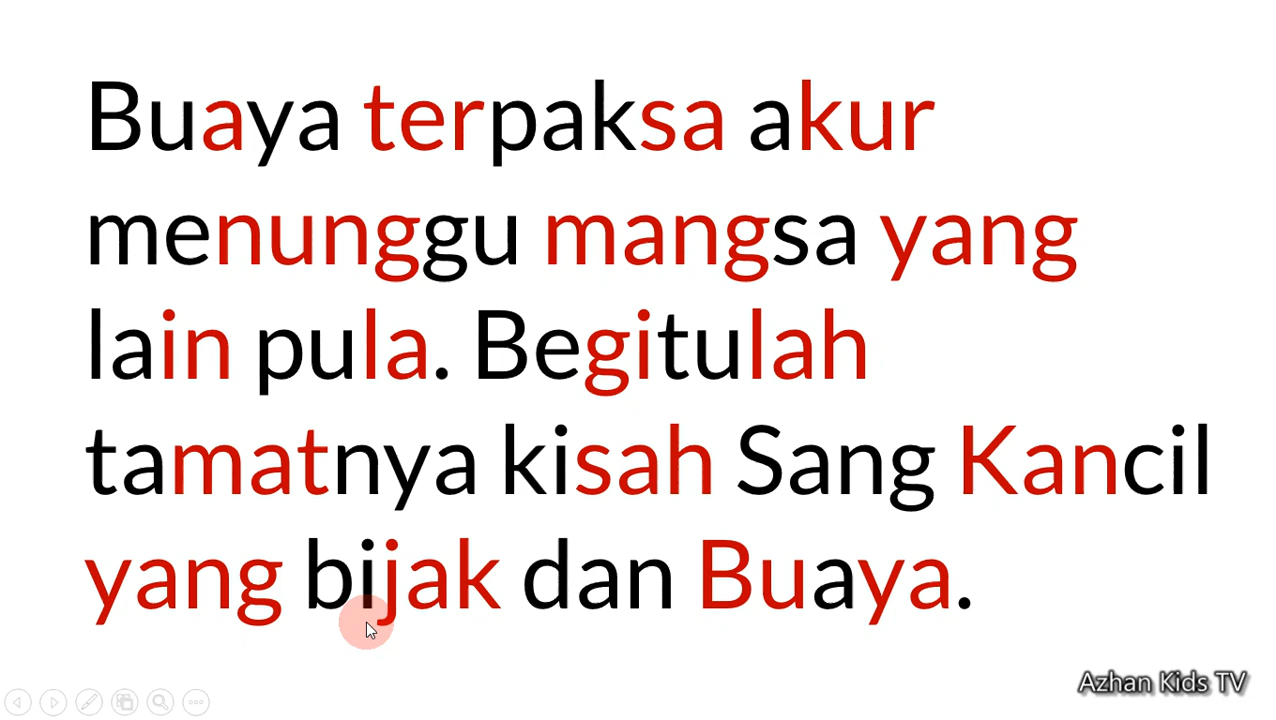 Buaya terpaksa akur
menunggu mangsa yang
lain pula. Begitulah
tamatnya kisah Sang Kancil
yang bijak dan Buaya.
Azhan Kids TV